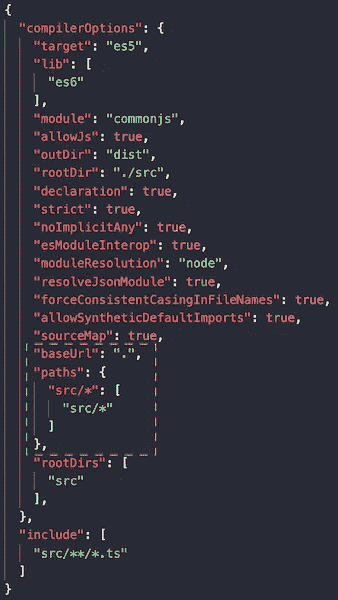 {
"compilerOptions": {
"target": "es5",
"lib": [
"es6"
],
"module": "commonjs",
"allowJs": true,
"outDir": "dist",
"rootDir": "./src",
"declaration": true,
"strict": true,
"noImplicitAny": true,
"esModuleInterop": true,
"moduleResolution": "node",
"resolveJsonModule": true,
"forceConsistentCasingInFileNames": true,
"allowSyntheticDefaultImports": true,
"sourceMap": true,
"baseUrl": ".",
"paths": {
"src/*": [
"src/*"
]
},
"rootDirs": [
"src"
],
},
"include": [
"src/**/*.ts"
]
}